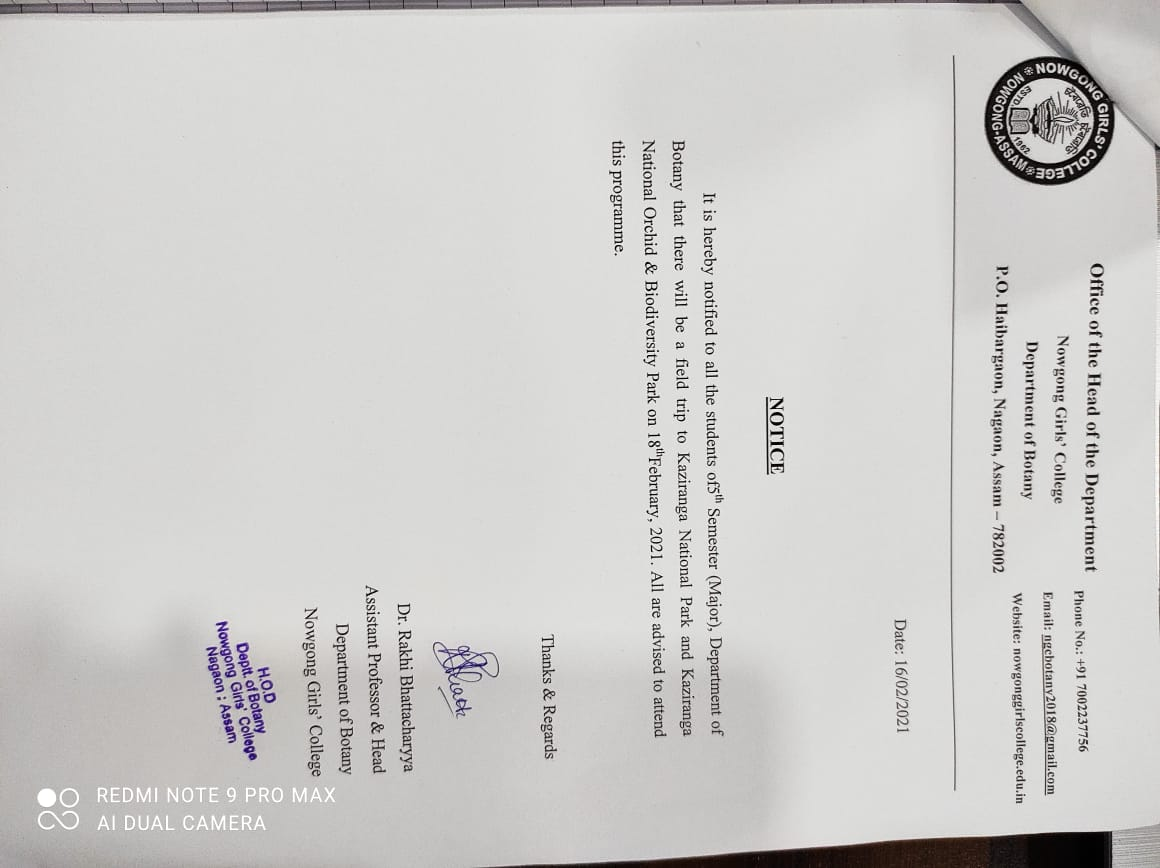 NOWGONG GIRLS' COLLEGE
NOWGONG-ASSAM
ESTD 1962
Office of the Head of the Department
Nowgong Girls' College
Department of Botany
P.O. Haibargaon, Nagaon, Assam – 782002
Phone No.: +91 7002237756
Email: ngcbotany2018@gmail.com
Website: nowgonggirlscollege.edu.in
Date: 16/02/2021
NOTICE
It is hereby notified to all the students of5th Semester (Major), Department of
Botany that there will be a field trip to Kaziranga National Park and Kaziranga
National Orchid & Biodiversity Park on 18thFebruary, 2021. All are advised to attend
this programme.
Thanks & Regards
Dr. Rakhi Bhattacharyya
Assistant Professor & Head
Department of Botany
Nowgong Girls' College
H.O.D
Deptt. of Botany
Nowgong Girls' College
Nagaon : Assam
REDMI NOTE 9 PRO MAX
AI DUAL CAMERA